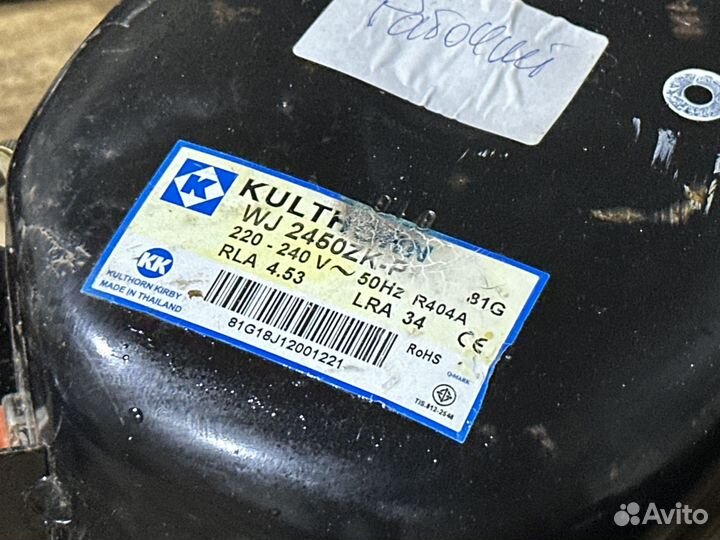 Рабочий
K
KULTH
WJ 2450ZK-P
.81G
220 - 240 V ~ 50Hz R404A
RLA 4.53 LRA 34
CE
KK
KULTHORN KIRBY
MADE IN THAILAND
81G18J12001221
RoHS
Q-MARK
TIS.812-2548
Avito